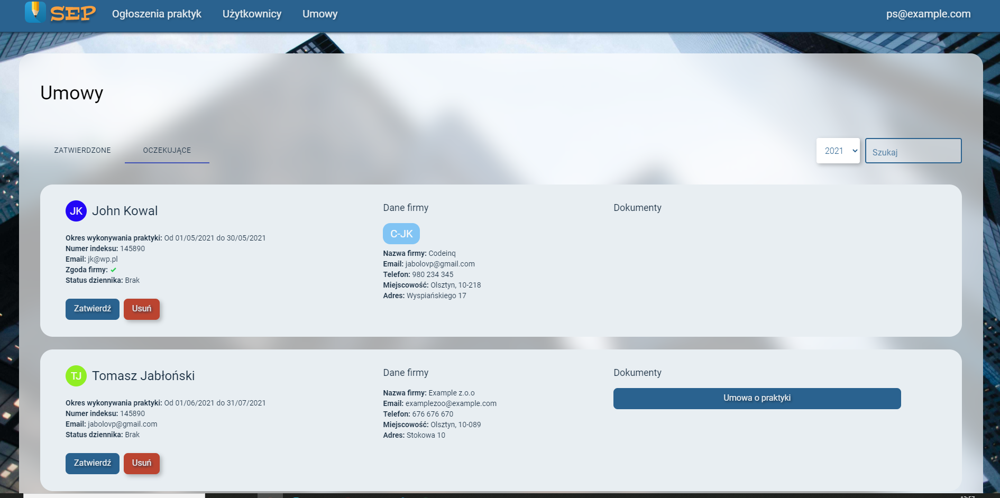 SEP Ogłoszenia praktyk Użytkownicy Umowy ps@example.com
Umowy
ZATWIERDZONE OCZEKUJĄCE 2021 Szukaj
JK John Kowal
Okres wykonywania praktyki: Od 01/05/2021 do 30/05/2021
Numer indeksu: 145890
Email: jk@wp.pl
Zgoda firmy:
Status dziennika: Brak
Zatwierdź Usuń
Dane firmy
C-JK
Nazwa firmy: Codeinq
Email: jabolovp@gmail.com
Telefon: 980 234 345
Miejscowość: Olsztyn, 10-218
Adres: Wyspiańskiego 17
Dokumenty
TJ Tomasz Jabłoński
Okres wykonywania praktyki: Od 01/06/2021 do 31/07/2021
Numer indeksu: 145890
Email: jabolovp@gmail.com
Status dziennika: Brak
Zatwierdź Usuń
Dane firmy
Nazwa firmy: Example z.o.o
Email: examplezoo@example.com
Telefon: 676 676 670
Miejscowość: Olsztyn, 10-089
Adres: Stokowa 10
Dokumenty
Umowa o praktyki